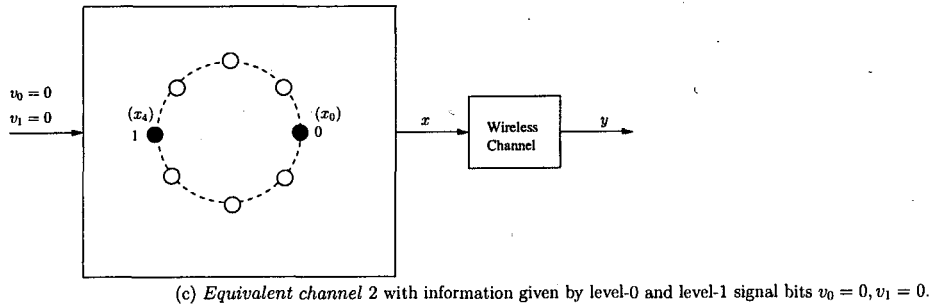 v₀ = 0
v₁ = 0
(x₄)
1
(x₀)
0
x
Wireless
Channel
y
(c) Equivalent channel 2 with information given by level-0 and level-1 signal bits v₀ = 0, v₁ = 0.